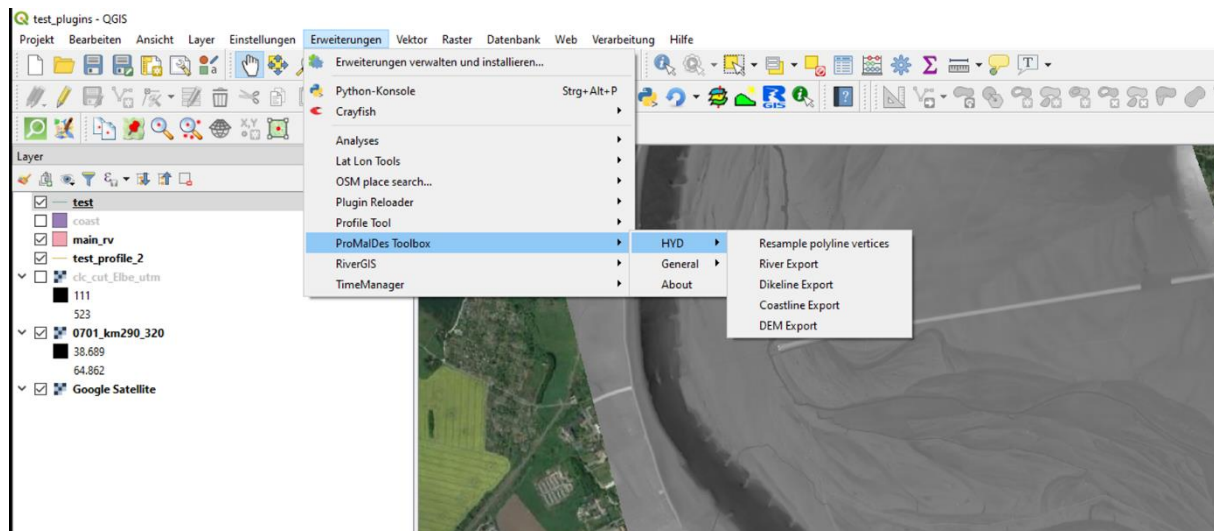 test_plugins - QGIS
Projekt Bearbeiten Ansicht Layer Einstellungen Erweiterungen Vektor Raster Datenbank Web Verarbeitung Hilfe
Erweiterungen verwalten und installieren...
Python-Konsole Strg+Alt+P
Crayfish
Analyses
Lat Lon Tools
OSM place search...
Plugin Reloader
Profile Tool
ProMaIDes Toolbox
RiverGIS
TimeManager
HYD
General
About
Resample polyline vertices
River Export
Dikeline Export
Coastline Export
DEM Export
X,Y
GIS
Layer
test
coast
main_rv
test_profile_2
clc_cut_Elbe_utm
111
523
0701_km290_320
38.689
64.862
Google Satellite